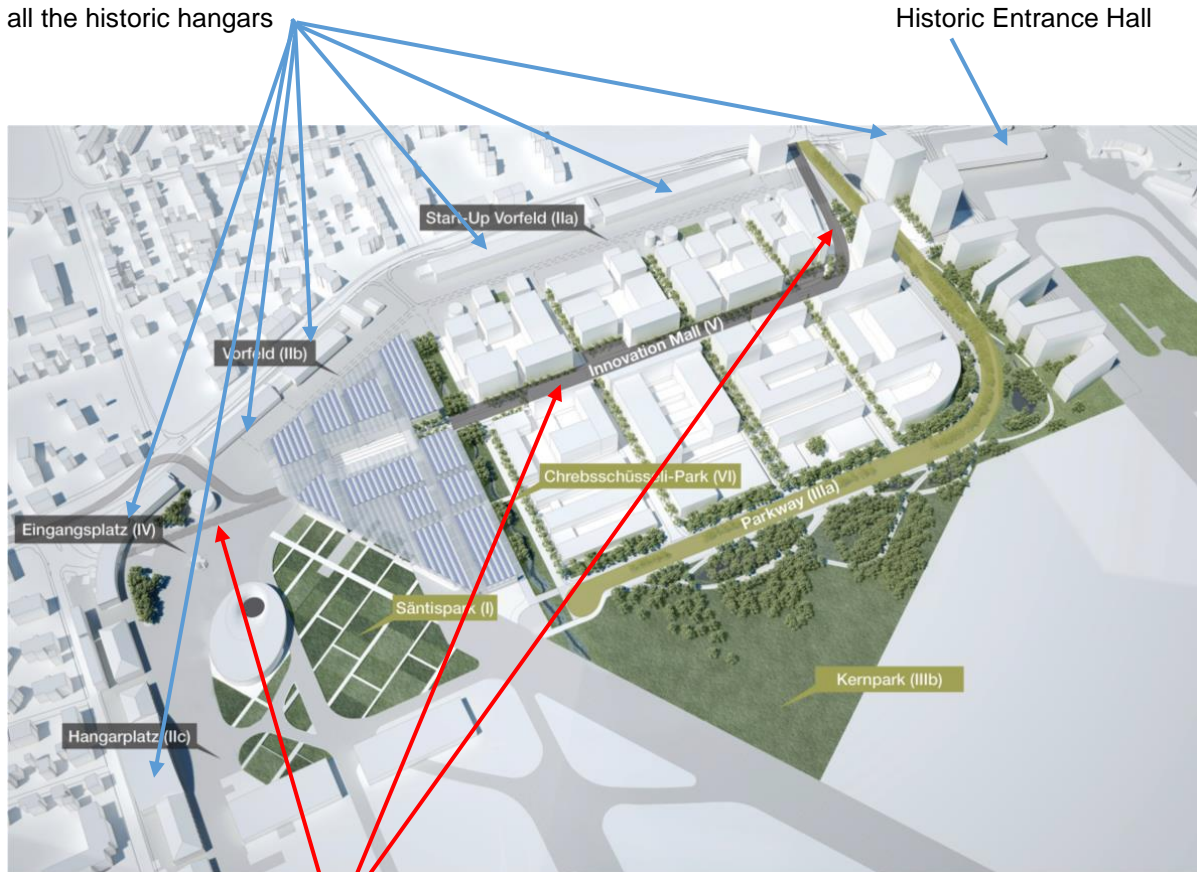 all the historic hangars
Historic Entrance Hall
Start-Up Vorfeld (IIa)
Vorfeld (IIb)
Innovation Mall (V)
Chrebsschüsseli-Park (VI)
Parkway (IIIa)
Eingangsplatz (IV)
Säntispark (I)
Kernpark (IIIb)
Hangarplatz (IIc)